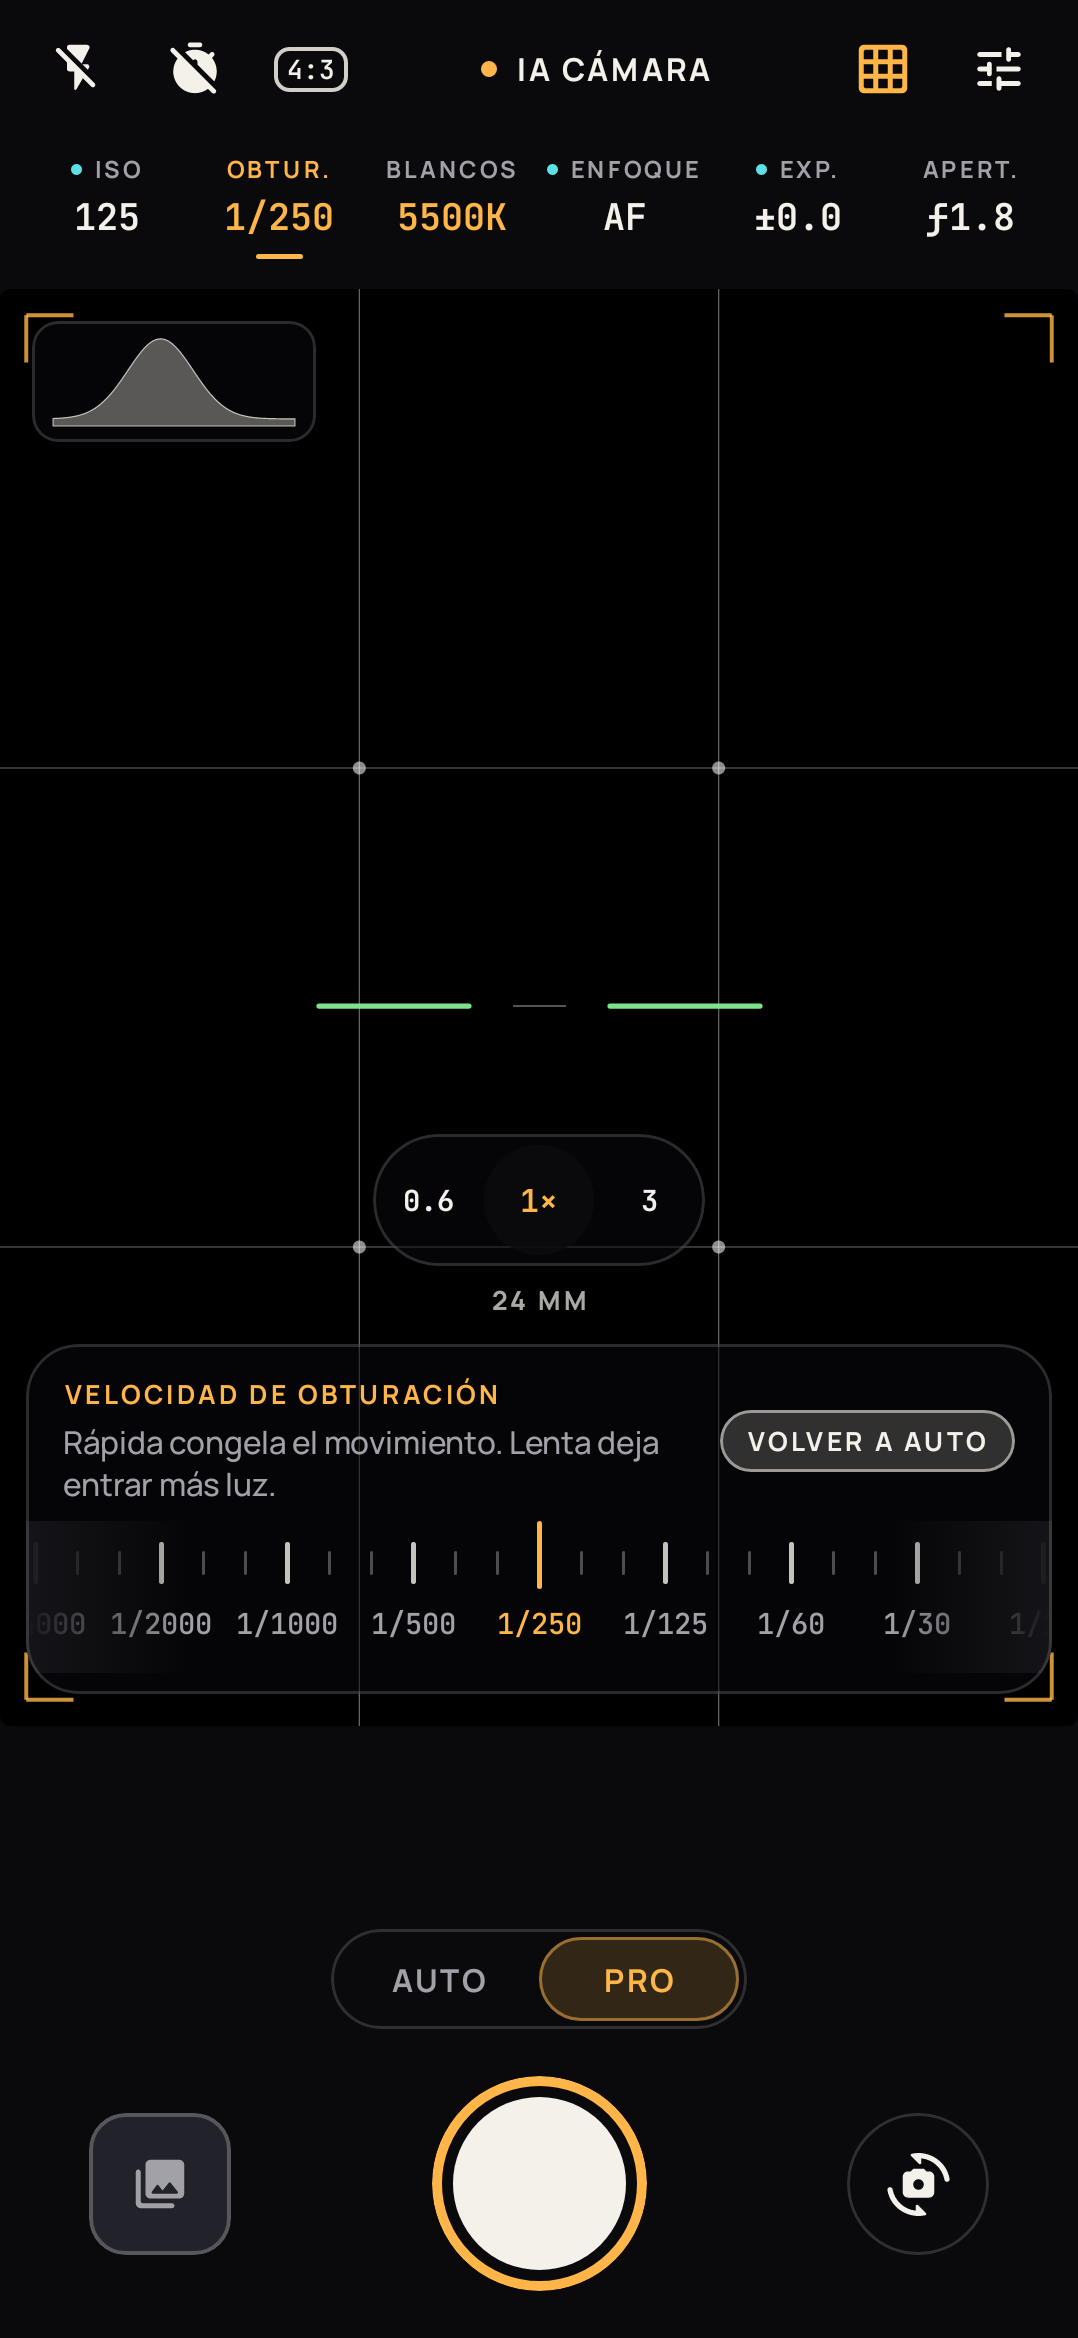 4:3
IA CÁMARA
ISO
OBTUR.
BLANCOS
ENFOQUE
EXP.
APERT.
125
1/250
5500K
AF
±0.0
ƒ1.8
0.6
1×
3
24 MM
VELOCIDAD DE OBTURACIÓN
Rápida congela el movimiento. Lenta deja
entrar más luz.
VOLVER A AUTO
1/2000
1/1000
1/500
1/250
1/125
1/60
1/30
AUTO
PRO